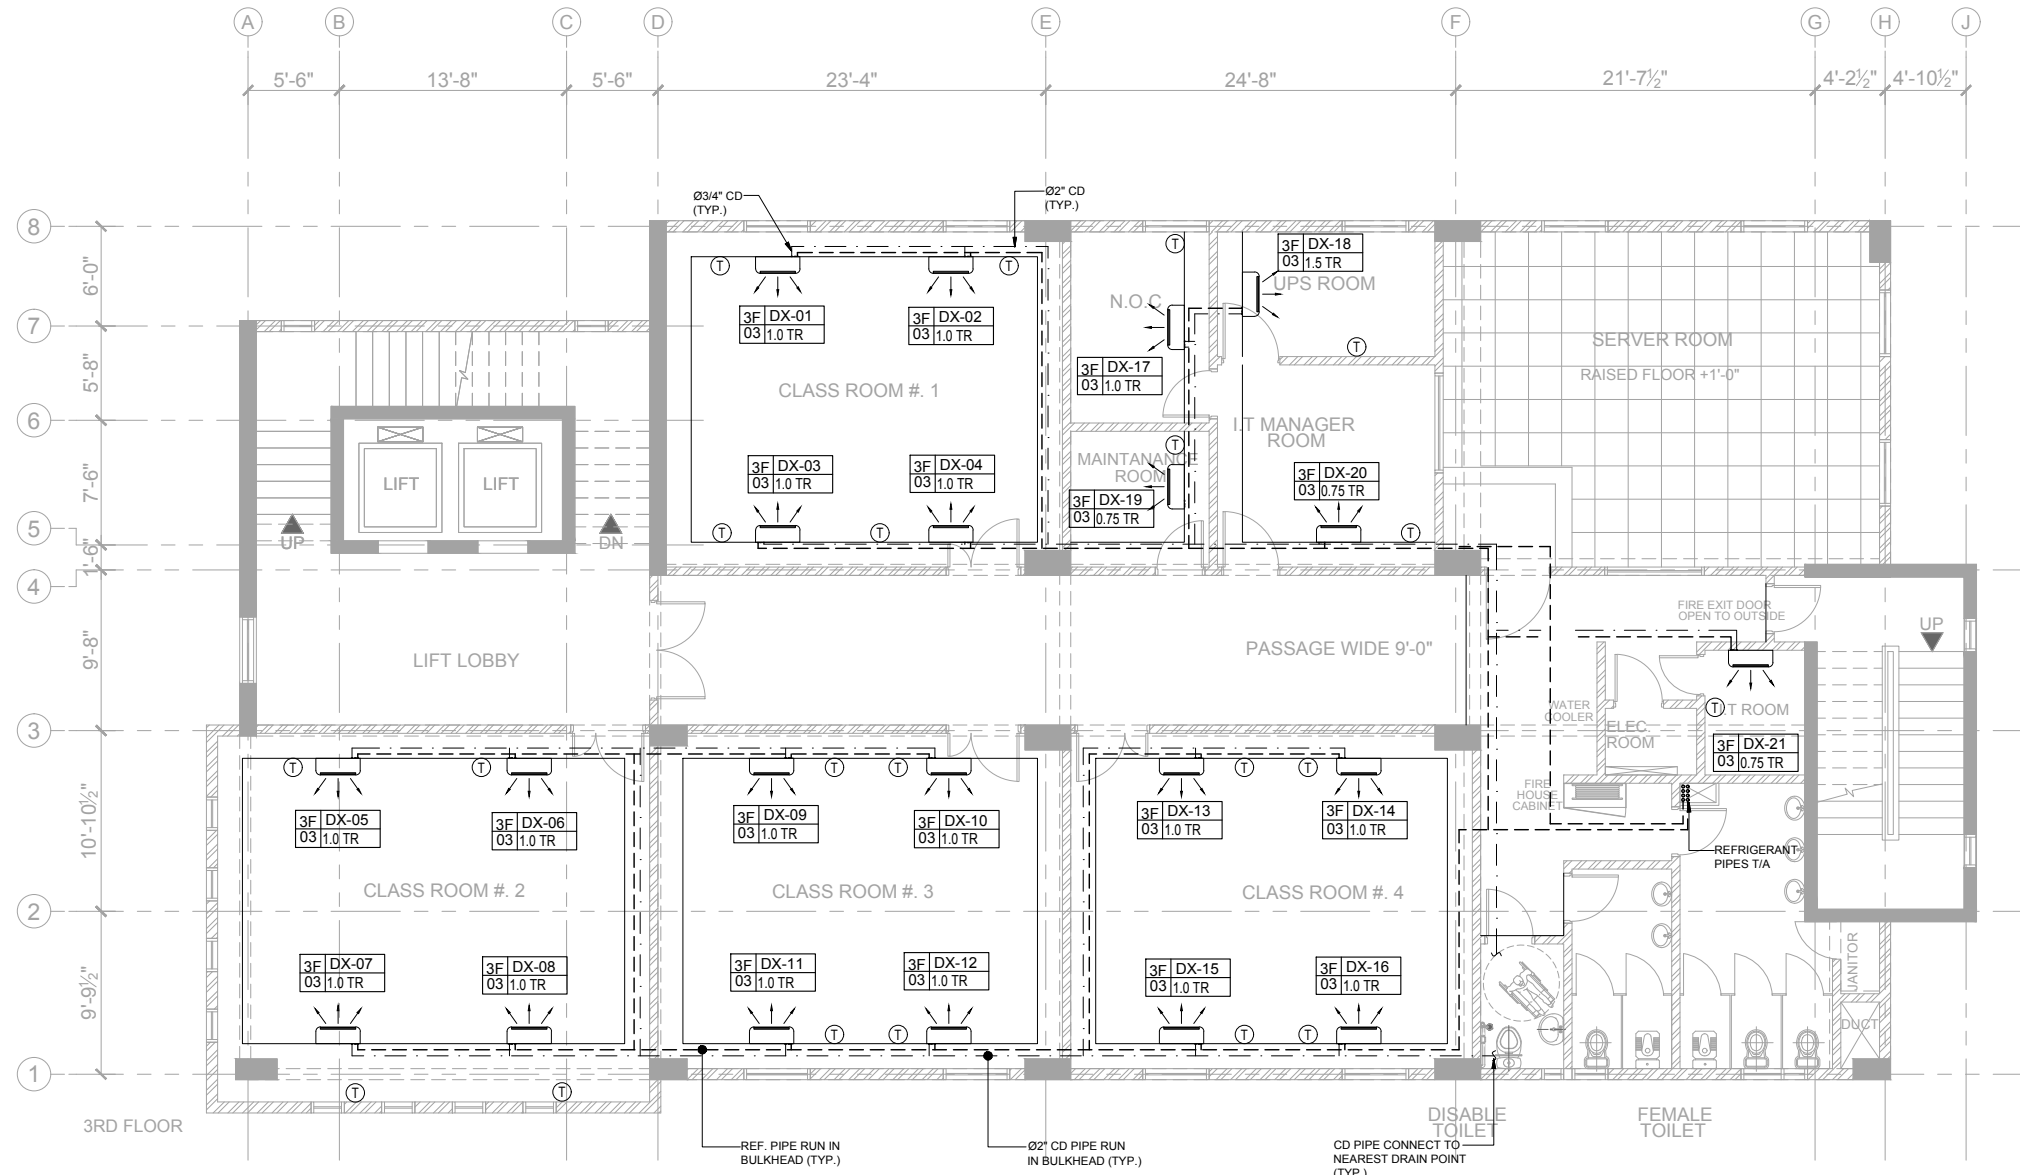 A B C D E F G H J
5'-6" 13'-8" 5'-6" 23'-4" 24'-8" 21'-7½" 4'-2½" 4'-10½"
Ø3/4" CD
(TYP.)
Ø2" CD
(TYP.)
8
6'-0"
7
5'-8"
6
7'-6"
5
1'-6"
4
9'-8"
3
10'-10½"
2
9'-9½"
1
T
T
T
3F DX-18
03 1.5 TR
UPS ROOM
N.O.C
3F DX-01
03 1.0 TR
3F DX-02
03 1.0 TR
T
SERVER ROOM
RAISED FLOOR +1'-0"
3F DX-17
03 1.0 TR
CLASS ROOM #. 1
I.T MANAGER
ROOM
T
MAINTANANCE
ROOM
3F DX-03
03 1.0 TR
3F DX-04
03 1.0 TR
3F DX-19
03 0.75 TR
3F DX-20
03 0.75 TR
LIFT
LIFT
UP
DN
T
T
T
FIRE EXIT DOOR
OPEN TO OUTSIDE
UP
LIFT LOBBY
PASSAGE WIDE 9'-0"
WATER
COOLER
ELEC.
ROOM
T
T ROOM
3F DX-21
03 0.75 TR
T
T
T
T
T
T
FIRE
HOUSE
CABINET
3F DX-05
03 1.0 TR
3F DX-06
03 1.0 TR
3F DX-09
03 1.0 TR
3F DX-10
03 1.0 TR
3F DX-13
03 1.0 TR
3F DX-14
03 1.0 TR
REFRIGERANT
PIPES T/A
CLASS ROOM #. 2
CLASS ROOM #. 3
CLASS ROOM #. 4
3F DX-07
03 1.0 TR
3F DX-08
03 1.0 TR
3F DX-11
03 1.0 TR
3F DX-12
03 1.0 TR
3F DX-15
03 1.0 TR
3F DX-16
03 1.0 TR
JANITOR
DUCT
T
T
T
T
T
T
3RD FLOOR
DISABLE
TOILET
FEMALE
TOILET
REF. PIPE RUN IN
BULKHEAD (TYP.)
Ø2" CD PIPE RUN
IN BULKHEAD (TYP.)
CD PIPE CONNECT TO
NEAREST DRAIN POINT
(TYP.)